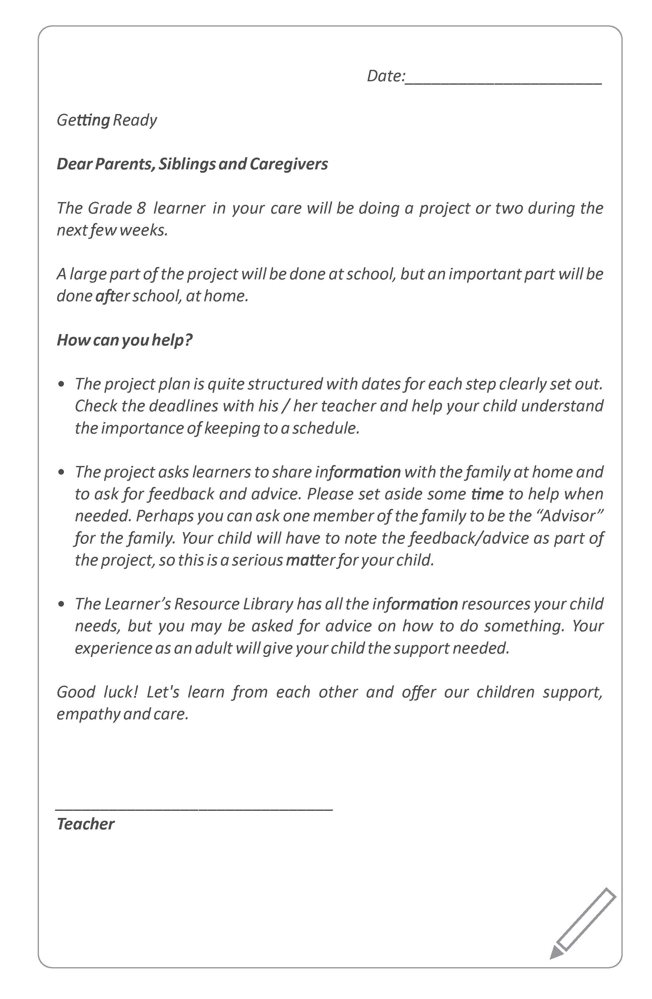 Date:______________________
Getting Ready
Dear Parents, Siblings and Caregivers
The Grade 8 learner in your care will be doing a project or two during the
next few weeks.
A large part of the project will be done at school, but an important part will be
done after school, at home.
How can you help?
• The project plan is quite structured with dates for each step clearly set out.
Check the deadlines with his / her teacher and help your child understand
the importance of keeping to a schedule.
• The project asks learners to share information with the family at home and
to ask for feedback and advice. Please set aside some time to help when
needed. Perhaps you can ask one member of the family to be the “Advisor”
for the family. Your child will have to note the feedback/advice as part of
the project, so this is a serious matter for your child.
• The Learner’s Resource Library has all the information resources your child
needs, but you may be asked for advice on how to do something. Your
experience as an adult will give your child the support needed.
Good luck! Let's learn from each other and offer our children support,
empathy and care.
_______________________________
Teacher